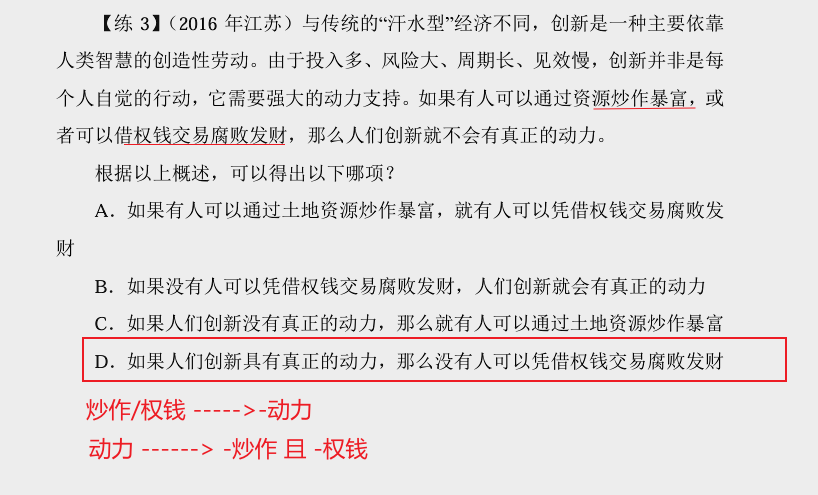 【练 3】（2016 年江苏）与传统的“汗水型”经济不同，创新是一种主要依靠
人类智慧的创造性劳动。由于投入多、风险大、周期长、见效慢，创新并非是每
个人自觉的行动，它需要强大的动力支持。如果有人可以通过资源炒作暴富，或
者可以借权钱交易腐败发财，那么人们创新就不会有真正的动力。
根据以上概述，可以得出以下哪项？
A．如果有人可以通过土地资源炒作暴富，就有人可以凭借权钱交易腐败发
财
B．如果没有人可以凭借权钱交易腐败发财，人们创新就会有真正的动力
C．如果人们创新没有真正的动力，那么就有人可以通过土地资源炒作暴富
D．如果人们创新具有真正的动力，那么没有人可以凭借权钱交易腐败发财
炒作/权钱 ----->-动力
动力 ------> -炒作 且 -权钱